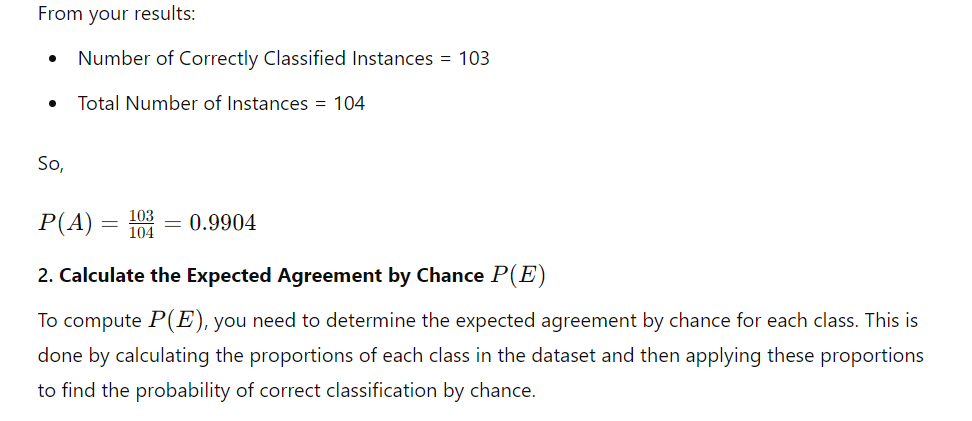 From your results:
• Number of Correctly Classified Instances = 103
• Total Number of Instances = 104
So,
P(A) = 103/104 = 0.9904
2. Calculate the Expected Agreement by Chance P(E)
To compute P(E), you need to determine the expected agreement by chance for each class. This is
done by calculating the proportions of each class in the dataset and then applying these proportions
to find the probability of correct classification by chance.